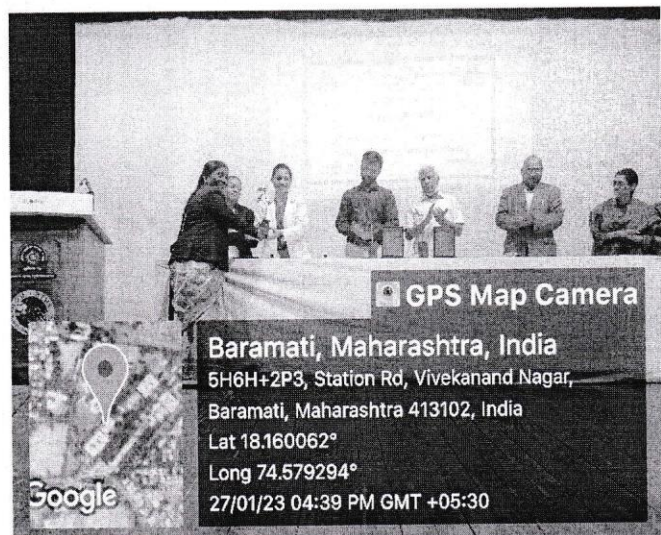 GPS Map Camera
Baramati, Maharashtra, India
5H6H+2P3, Station Rd, Vivekanand Nagar,
Baramati, Maharashtra 413102, India
Lat 18.160062°
Long 74.579294°
27/01/23 04:39 PM GMT +05:30
Google